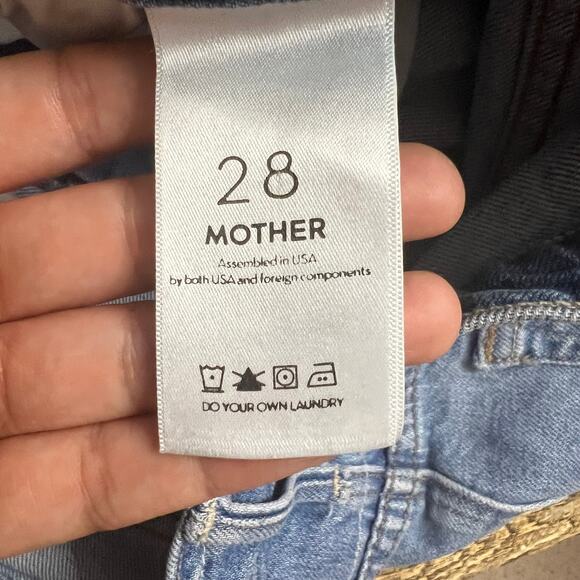 28
MOTHER
Assembled in USA
by both USA and foreign components
DO YOUR OWN LAUNDRY